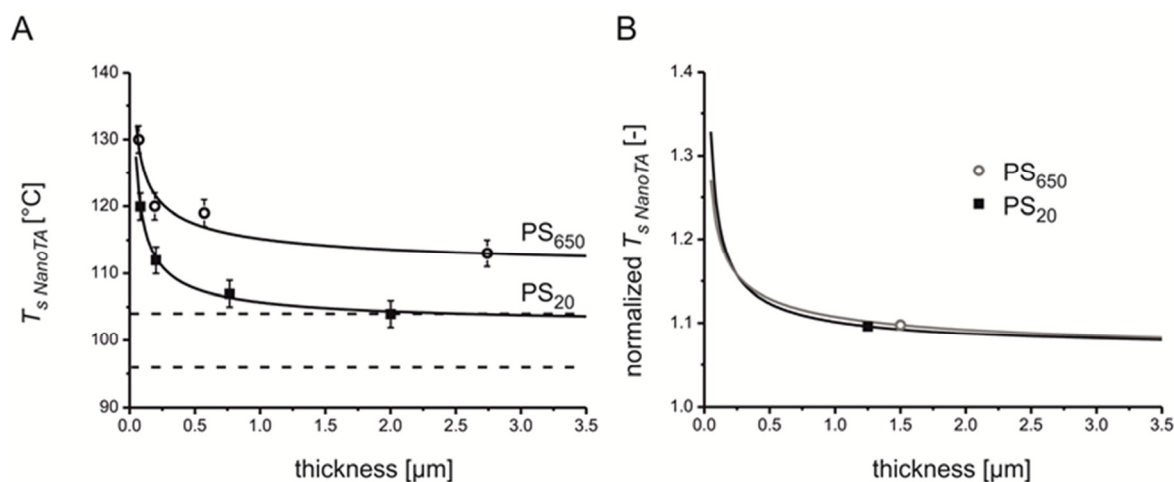 A
T_s NanoTA [°C]
140
130
120
110
100
90
0.0 0.5 1.0 1.5 2.0 2.5 3.0 3.5
thickness [µm]
PS650
PS20
B
normalized T_s NanoTA [-]
1.4
1.3
1.2
1.1
1.0
0.0 0.5 1.0 1.5 2.0 2.5 3.0 3.5
thickness [µm]
PS650
PS20